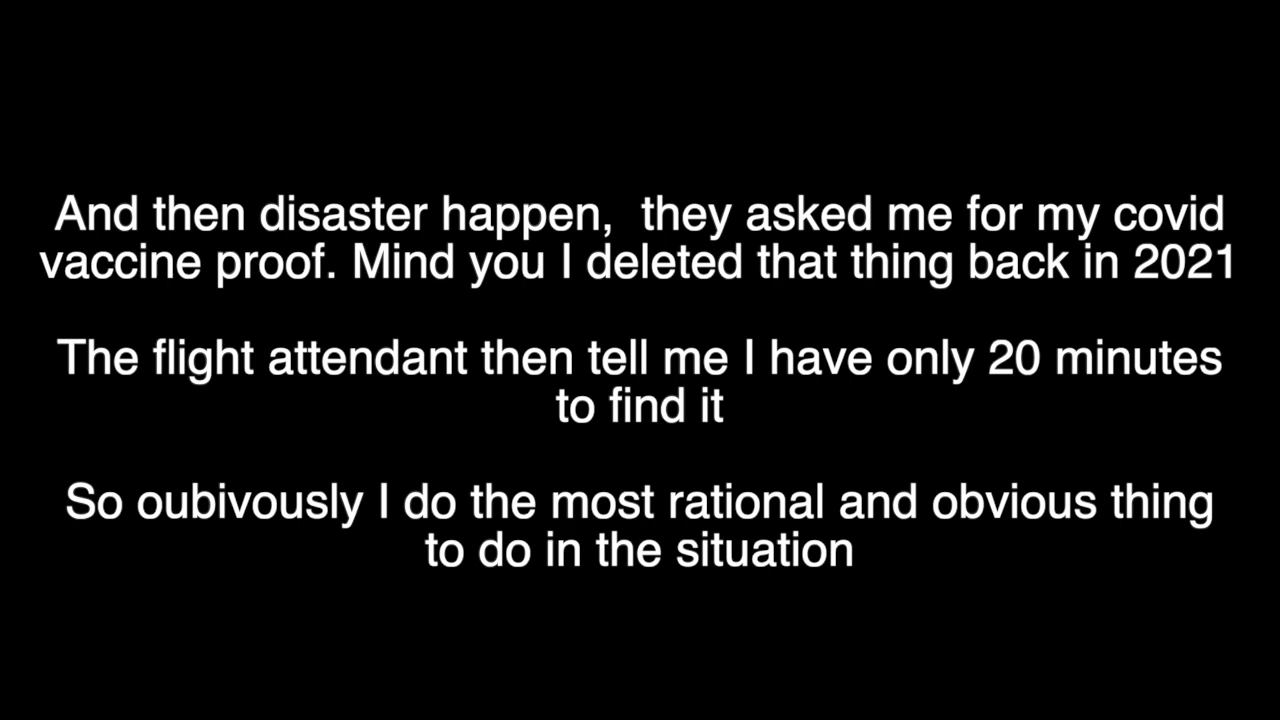 And then disaster happen,  they asked me for my covid
vaccine proof. Mind you I deleted that thing back in 2021
The flight attendant then tell me I have only 20 minutes
to find it
So oubivously I do the most rational and obvious thing
to do in the situation